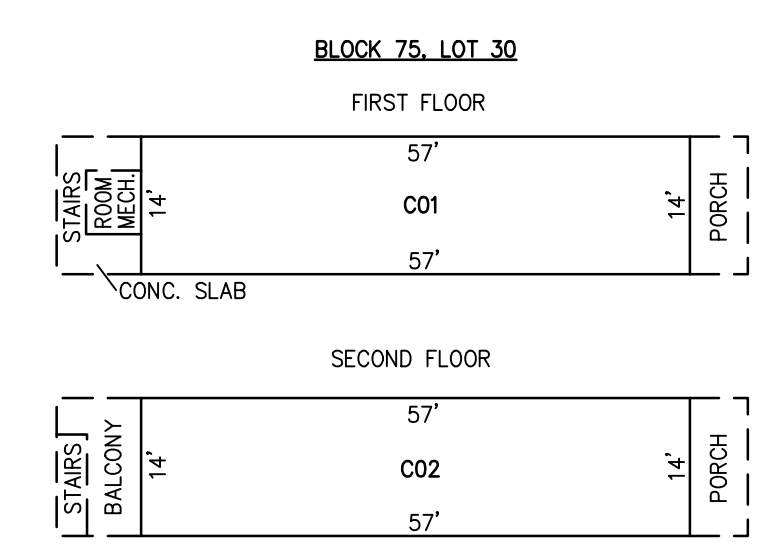 BLOCK 75, LOT 30
FIRST FLOOR
57'
STAIRS
ROOM
MECH.
14'
C01
14'
PORCH
57'
CONC. SLAB
SECOND FLOOR
57'
STAIRS
BALCONY
14'
C02
14'
PORCH
57'